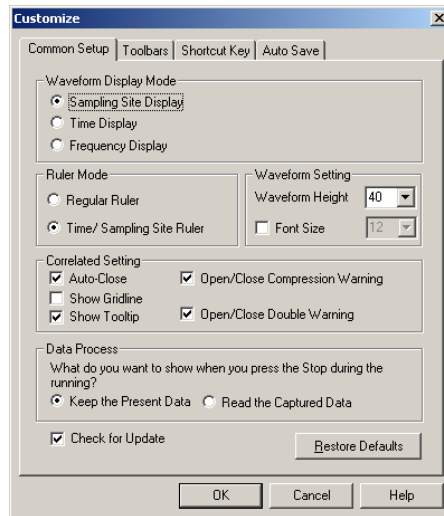 Customize
Common Setup Toolbars Shortcut Key Auto Save
Waveform Display Mode
Sampling Site Display
Time Display
Frequency Display
Ruler Mode
Regular Ruler
Time/ Sampling Site Ruler
Waveform Setting
Waveform Height 40
Font Size 12
Correlated Setting
Auto-Close Open/Close Compression Warning
Show Gridline
Show Tooltip Open/Close Double Warning
Data Process
What do you want to show when you press the Stop during the
running?
Keep the Present Data Read the Captured Data
Check for Update
Restore Defaults
OK Cancel Help